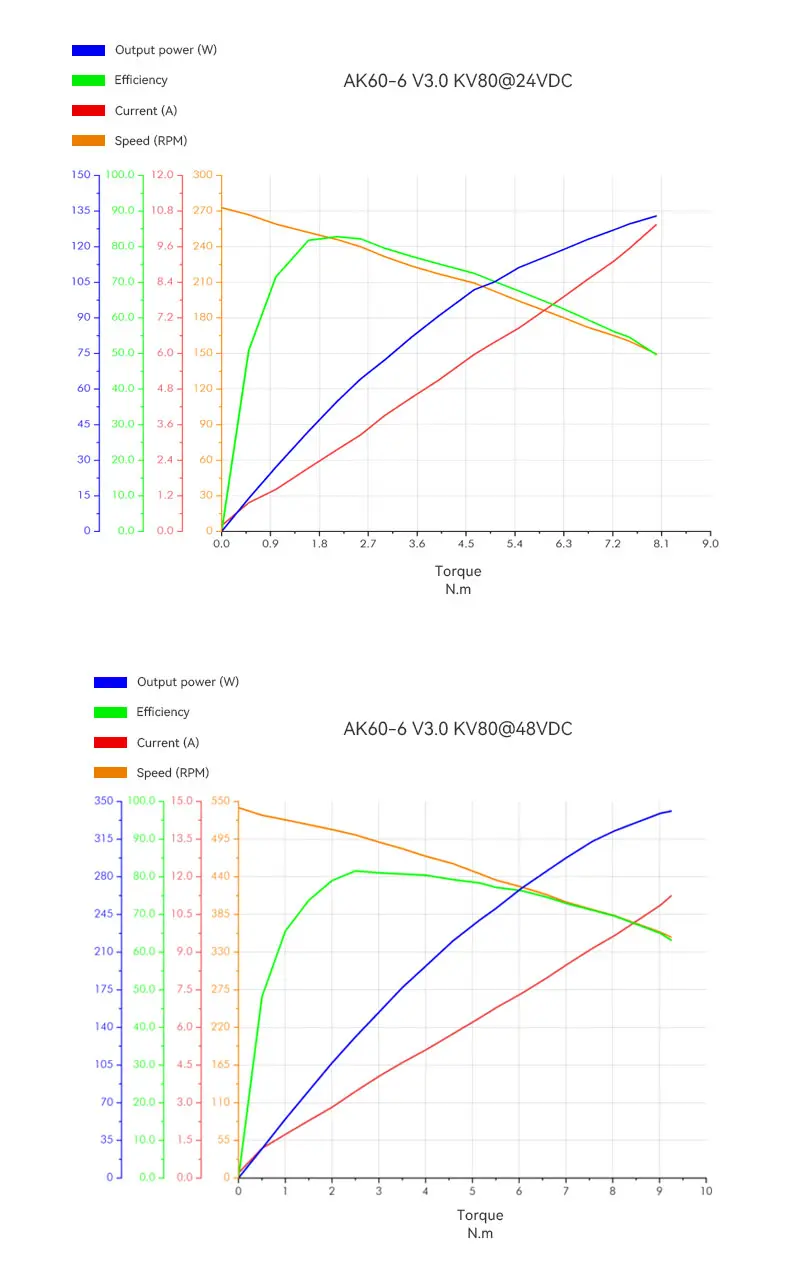 Output power (W)
Efficiency
Current (A)
Speed (RPM)
AK60-6 V3.0 KV80@24VDC
150 100.0 12.0 300
135 90.0 10.8 270
120 80.0 9.6 240
105 70.0 8.4 210
90 60.0 7.2 180
75 50.0 6.0 150
60 40.0 4.8 120
45 30.0 3.6 90
30 20.0 2.4 60
15 10.0 1.2 30
0 0.0 0.0 0
0.0 0.9 1.8 2.7 3.6 4.5 5.4 6.3 7.2 8.1 9.0
Torque
N.m
Output power (W)
Efficiency
Current (A)
Speed (RPM)
AK60-6 V3.0 KV80@48VDC
350 100.0 15.0 550
315 90.0 13.5 495
280 80.0 12.0 440
245 70.0 10.5 385
210 60.0 9.0 330
175 50.0 7.5 275
140 40.0 6.0 220
105 30.0 4.5 165
70 20.0 3.0 110
35 10.0 1.5 55
0 0.0 0.0 0
0 1 2 3 4 5 6 7 8 9 10
Torque
N.m